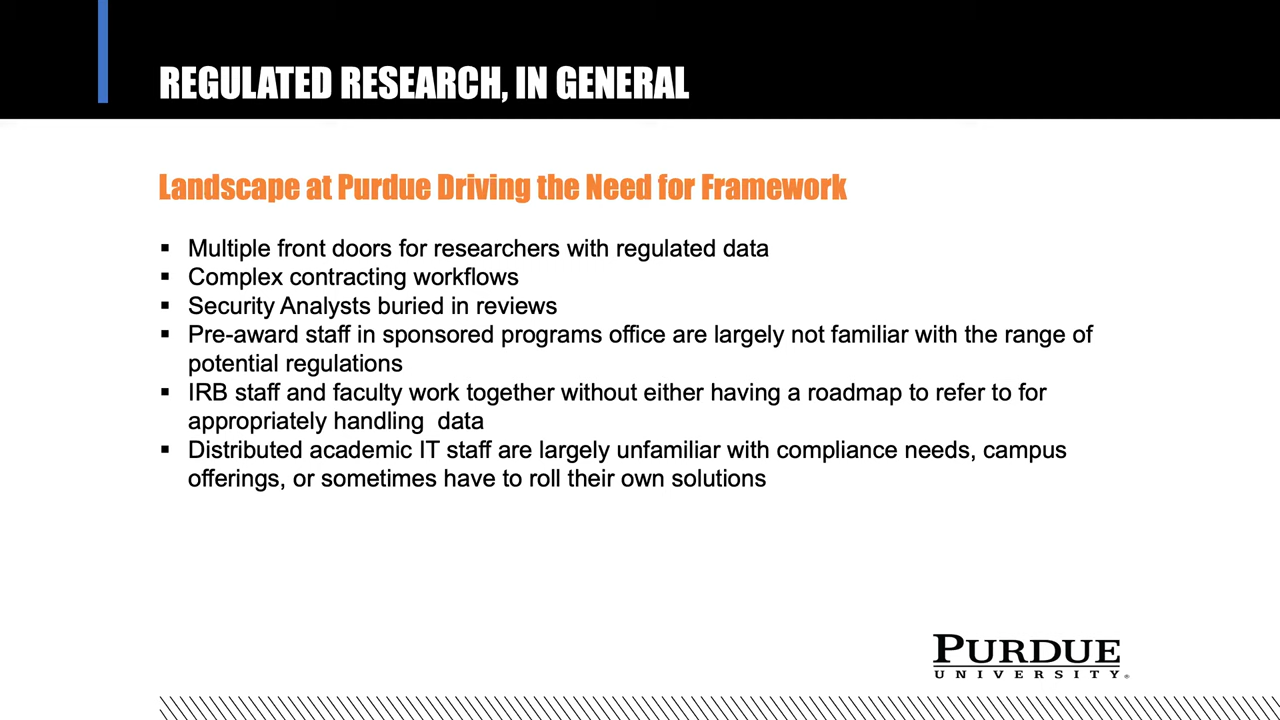 REGULATED RESEARCH, IN GENERAL
Landscape at Purdue Driving the Need for Framework
▪ Multiple front doors for researchers with regulated data
▪ Complex contracting workflows
▪ Security Analysts buried in reviews
▪ Pre-award staff in sponsored programs office are largely not familiar with the range of
potential regulations
▪ IRB staff and faculty work together without either having a roadmap to refer to for
appropriately handling  data
▪ Distributed academic IT staff are largely unfamiliar with compliance needs, campus
offerings, or sometimes have to roll their own solutions
PURDUE
UNIVERSITY®